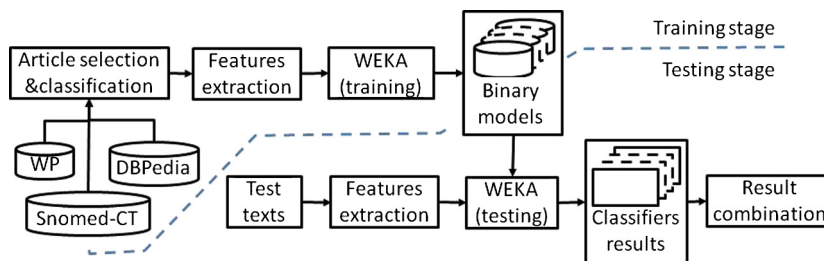 Training stage
Testing stage
Article selection
&classification
Features
extraction
WEKA
(training)
Binary
models
WP
DBPedia
Snomed-CT
Test
texts
Features
extraction
WEKA
(testing)
Classifiers
results
Result
combination